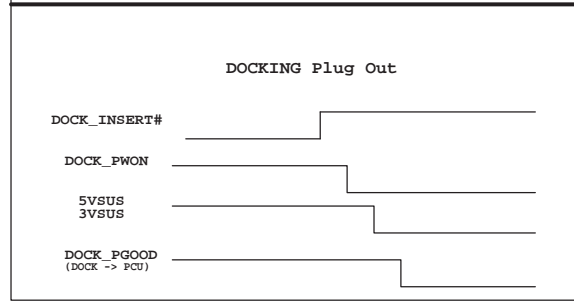 DOCKING Plug Out
DOCK_INSERT#
DOCK_PWON
5VSUS
3VSUS
DOCK_PGOOD
(DOCK -> PCU)